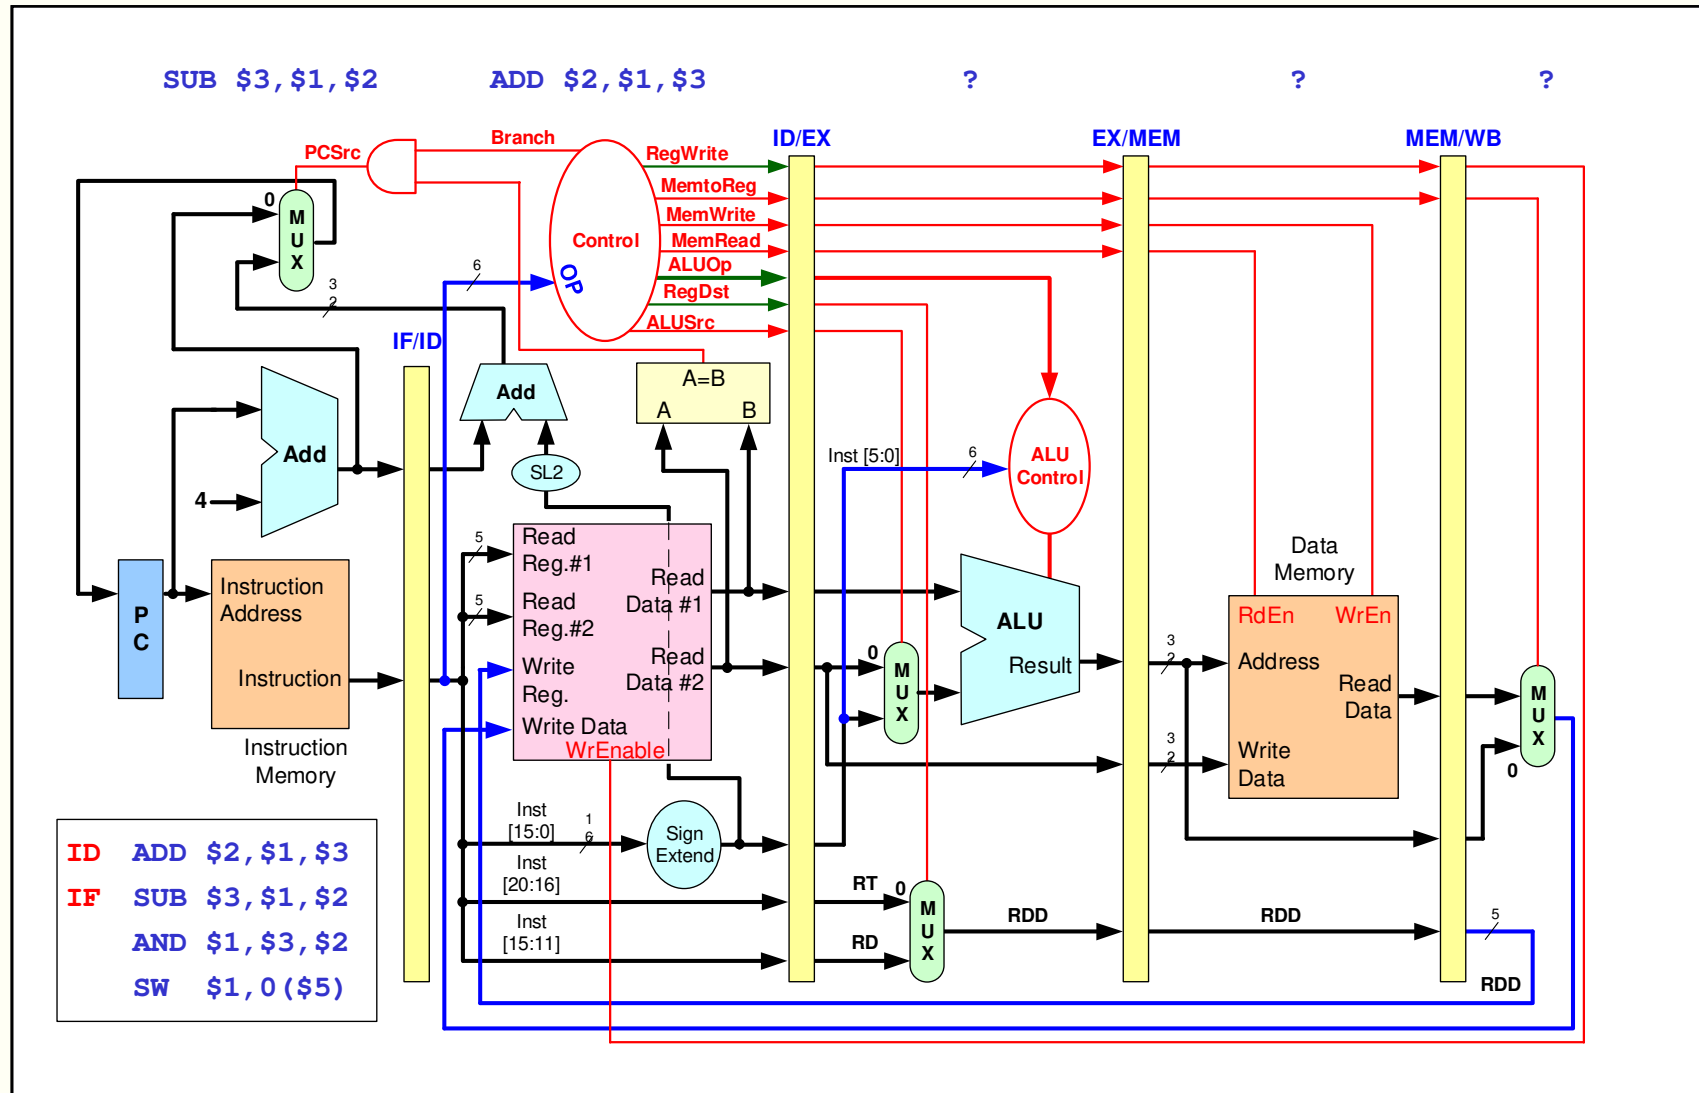 SUB $3,$1,$2
ADD $2,$1,$3
?
?
?
ID/EX
EX/MEM
MEM/WB
Branch
PCSrc
RegWrite
MemtoReg
MemWrite
MemRead
ALUOp
RegDst
ALUSrc
Control
OP
6
0
M
U
X
3
2
IF/ID
Add
A=B
A
B
Add
4
SL2
Inst [5:0]
6
ALU
Control
P
C
Instruction
Address
Instruction
Instruction
Memory
5
Read
Reg.#1
5
Read
Reg.#2
Write
Reg.
Write Data
WrEnable
Read
Data #1
Read
Data #2
0
M
U
X
ALU
Result
Data
Memory
RdEn
WrEn
3
2
Address
Read
Data
3
2
Write
Data
M
U
X
0
Inst
[15:0]
1
6
Sign
Extend
Inst
[20:16]
Inst
[15:11]
RT
0
RD
M
U
X
RDD
RDD
5
RDD
ID ADD $2,$1,$3
IF SUB $3,$1,$2
AND $1,$3,$2
SW $1,0($5)